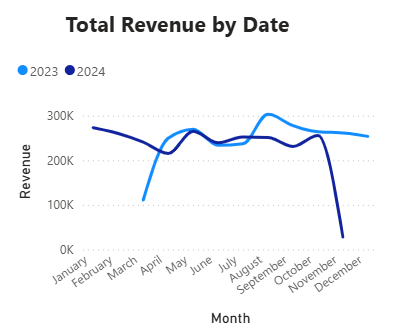 Total Revenue by Date
2023 2024
Revenue
300K
200K
100K
0K
January
February
March
April
May
June
July
August
September
October
November
December
Month